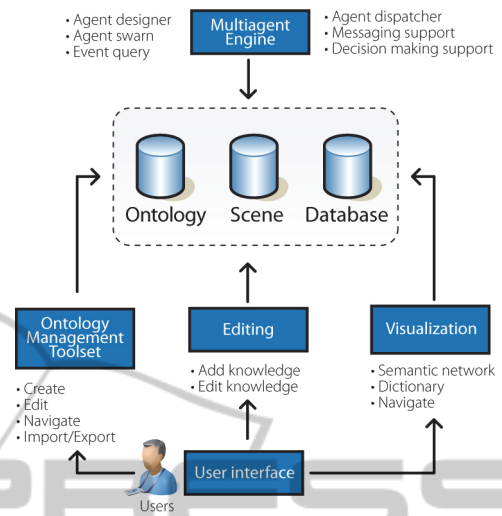 • Agent designer
• Agent swarn
• Event query
Multiagent
Engine
• Agent dispatcher
• Messaging support
• Decision making support
Ontology
Scene
Database
Ontology
Management
Toolset
• Create
• Edit
• Navigate
• Import/Export
Editing
• Add knowledge
• Edit knowledge
Visualization
• Semantic network
• Dictionary
• Navigate
User interface
Users